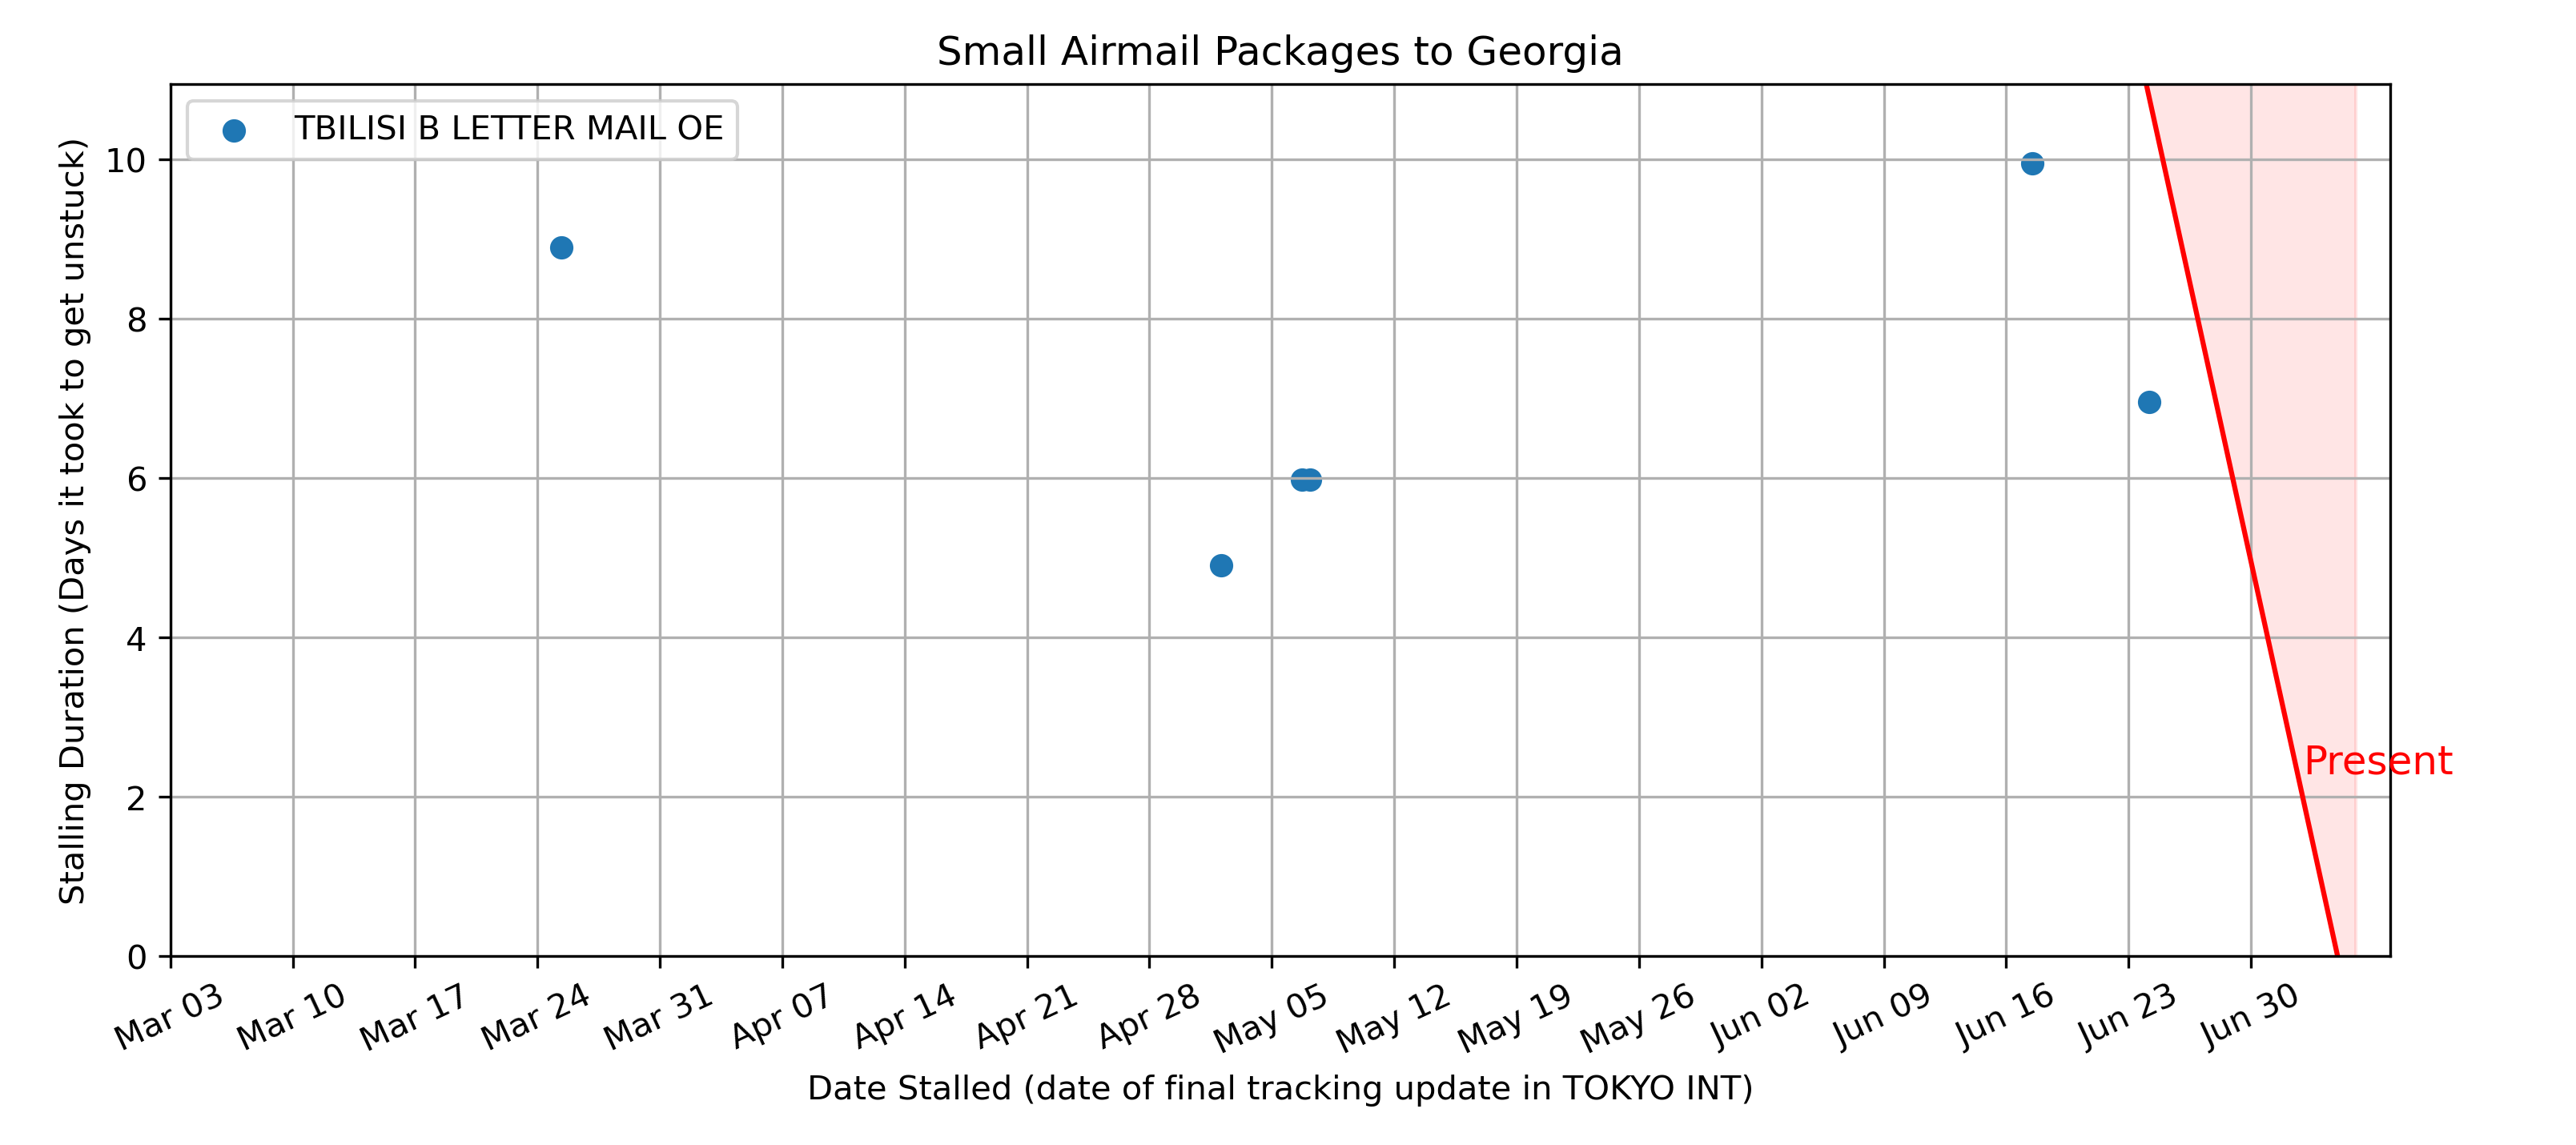 Small Airmail Packages to Georgia
TBILISI B LETTER MAIL OE
Stalling Duration (Days it took to get unstuck)
10
8
6
4
2
0
Present
Mar 03
Mar 10
Mar 17
Mar 24
Mar 31
Apr 07
Apr 14
Apr 21
Apr 28
May 05
May 12
May 19
May 26
Jun 02
Jun 09
Jun 16
Jun 23
Jun 30
Date Stalled (date of final tracking update in TOKYO INT)